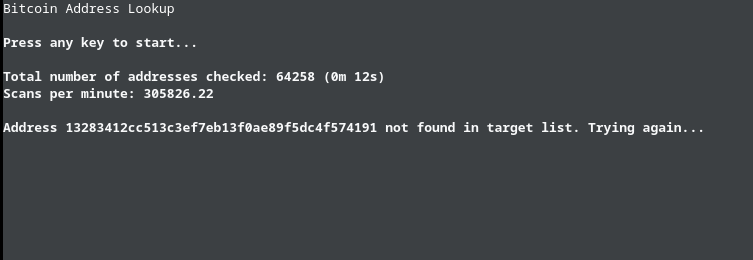 Bitcoin Address Lookup
Press any key to start...
Total number of addresses checked: 64258 (0m 12s)
Scans per minute: 305826.22
Address 13283412cc513c3ef7eb13f0ae89f5dc4f574191 not found in target list. Trying again...